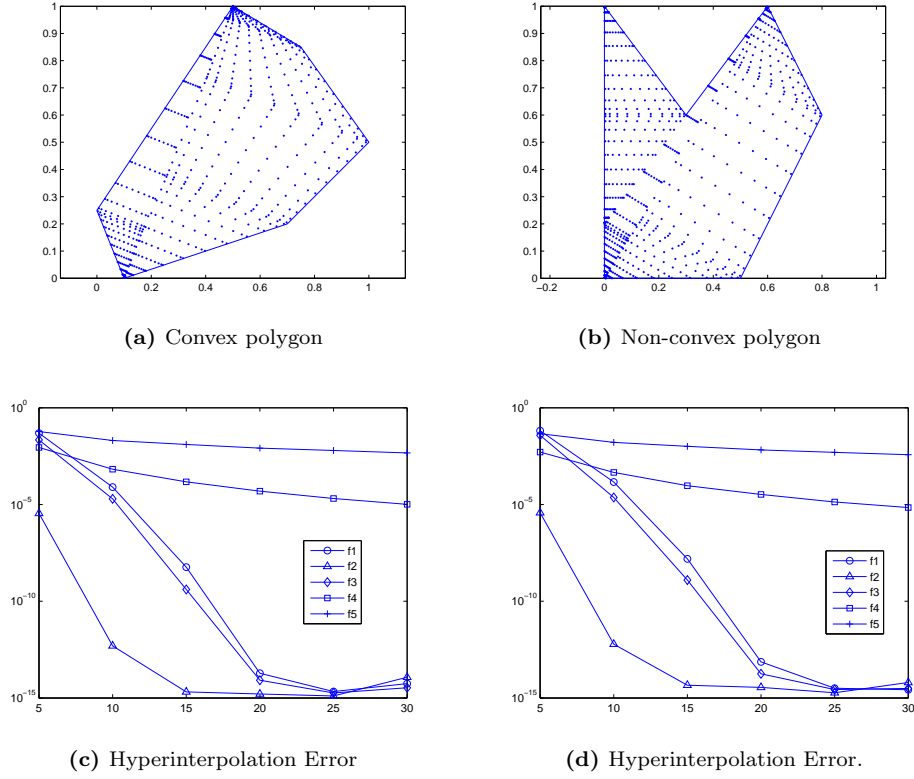 1
0.9
0.8
0.7
0.6
0.5
0.4
0.3
0.2
0.1
0
0 0.2 0.4 0.6 0.8 1
(a) Convex polygon
1
0.9
0.8
0.7
0.6
0.5
0.4
0.3
0.2
0.1
0
−0.2 0 0.2 0.4 0.6 0.8 1
(b) Non-convex polygon
10^0
10^−5
10^−10
10^−15
5 10 15 20 25 30
f1
f2
f3
f4
f5
(c) Hyperinterpolation Error
10^0
10^−5
10^−10
10^−15
5 10 15 20 25 30
f1
f2
f3
f4
f5
(d) Hyperinterpolation Error.